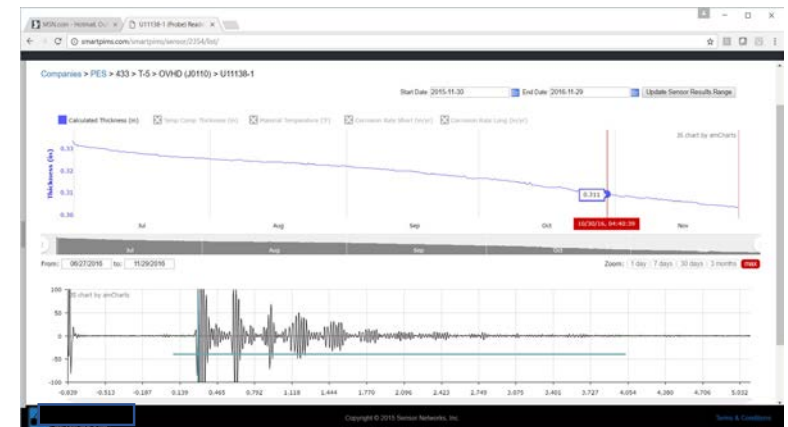 MSN.com - Hotmail, Out
U11138-1 (Probe) Readi
smartpims.com/smartpims/sensor/2354/list/
Companies > PES > 433 > T-5 > OVHD (J0110) > U11138-1
Start Date 2015-11-30 End Date 2016-11-29 Update Sensor Results Range
Calculated Thickness (in) Temp Comp Thickness (in) Material Temperature (°F) Corrosion Rate Short (in/yr) Corrosion Rate Long (in/yr)
JS chart by amCharts
Thickness (in)
0.33
0.32
0.31
0.30
0.311
Jul Aug Sep Oct 10/30/16, 04:40:39 Nov
Jul Aug Sep Oct
From: 06/27/2016 to: 11/29/2016 Zoom: 1 day 7 days 30 days 3 months max
JS chart by amCharts
100
50
0
-50
-100
-0.839 -0.513 -0.187 0.139 0.465 0.792 1.118 1.444 1.770 2.096 2.423 2.749 3.075 3.401 3.727 4.054 4.380 4.706 5.032
Copyright © 2015 Sensor Networks, Inc. Terms & Conditions